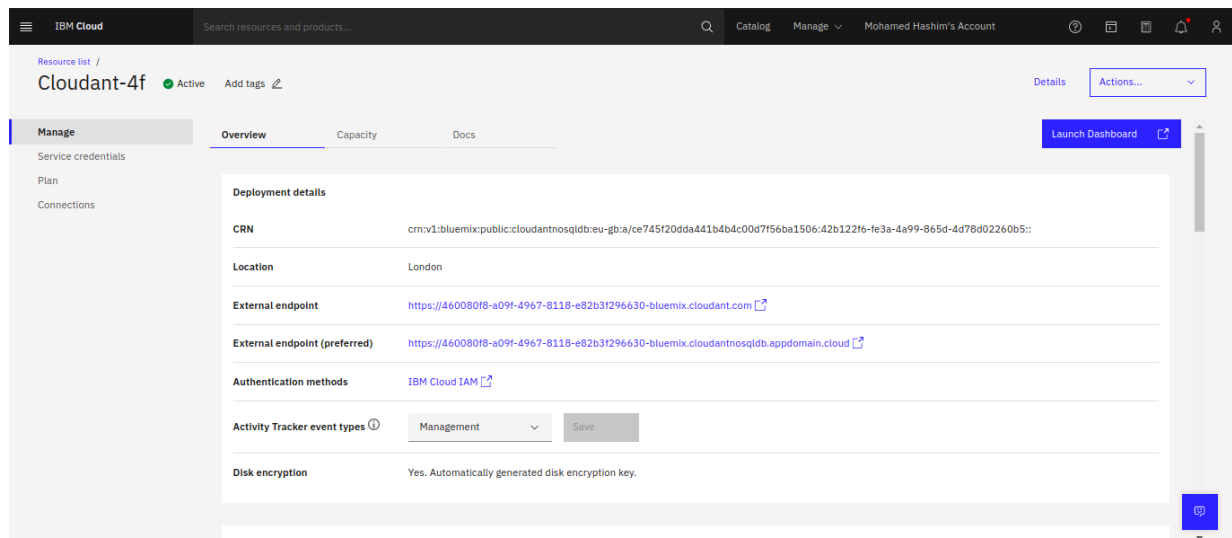 IBM Cloud
Search resources and products...
Catalog
Manage
Mohamed Hashim's Account
Resource list /
Cloudant-4f
Active
Add tags
Details
Actions...
Manage
Service credentials
Plan
Connections
Overview
Capacity
Docs
Launch Dashboard
Deployment details
CRN
crn:v1:bluemix:public:cloudantnosqldb:eu-gb:a/ce745f20dda441b4b4c00d7f56ba1506:42b122f6-fe3a-4a99-865d-4d78d02260b5::
Location
London
External endpoint
https://460080f8-a09f-4967-8118-e82b3f296630-bluemix.cloudant.com
External endpoint (preferred)
https://460080f8-a09f-4967-8118-e82b3f296630-bluemix.cloudantnosqldb.appdomain.cloud
Authentication methods
IBM Cloud IAM
Activity Tracker event types
Management
Save
Disk encryption
Yes. Automatically generated disk encryption key.